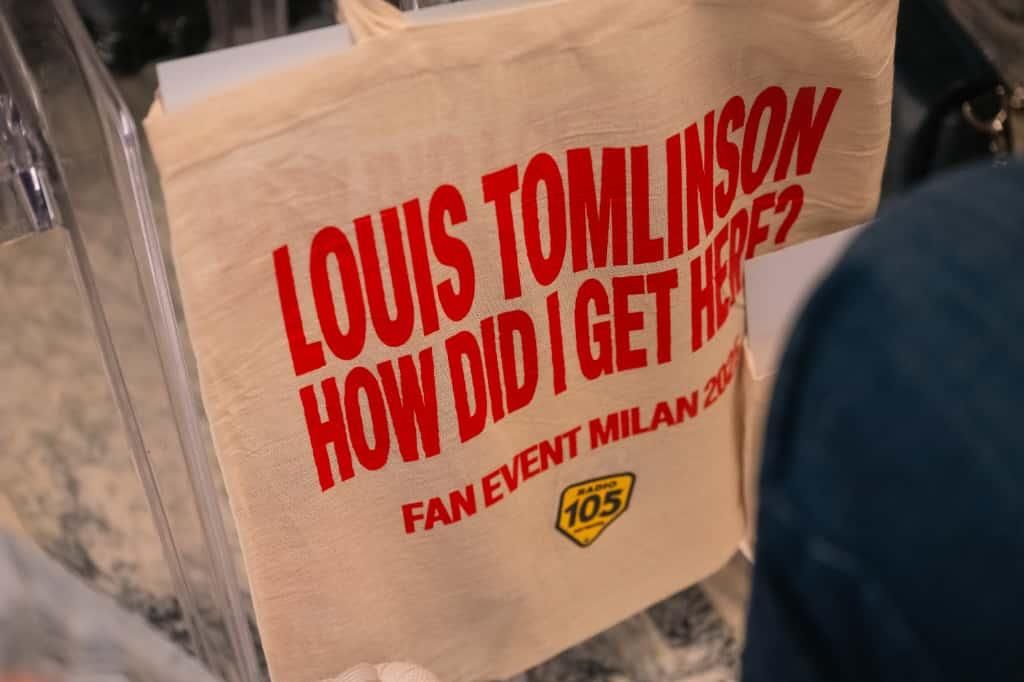 LOUIS TOMLINSON
HOW DID I GET HERE?
FAN EVENT MILAN
RADIO
105